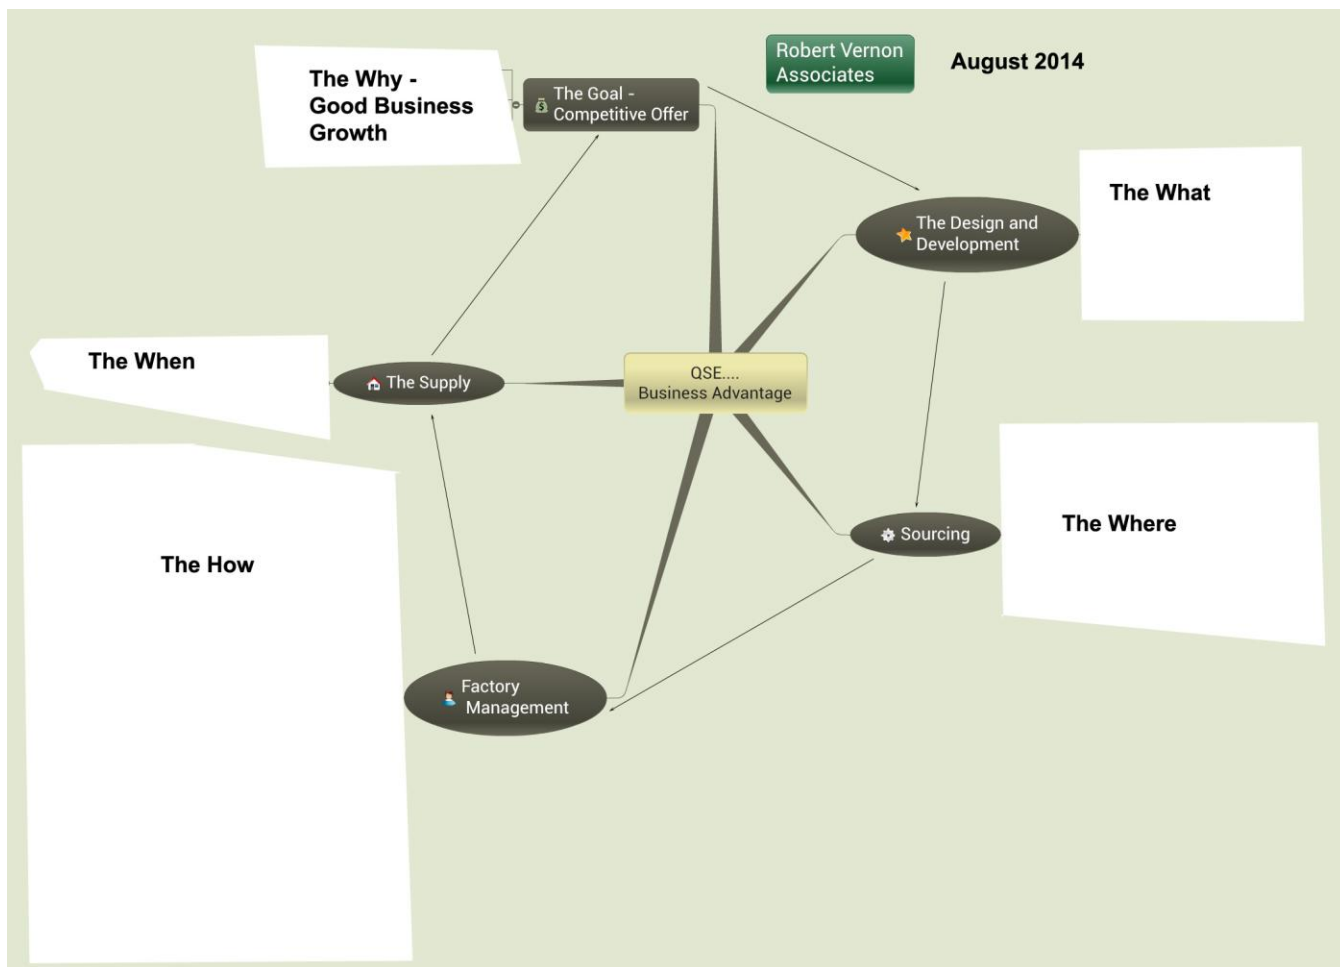 The Why -
Good Business
Growth
The Goal -
Competitive Offer
Robert Vernon
Associates
August 2014
The What
The Design and
Development
The When
The Supply
QSE....
Business Advantage
The Where
Sourcing
The How
Factory
Management